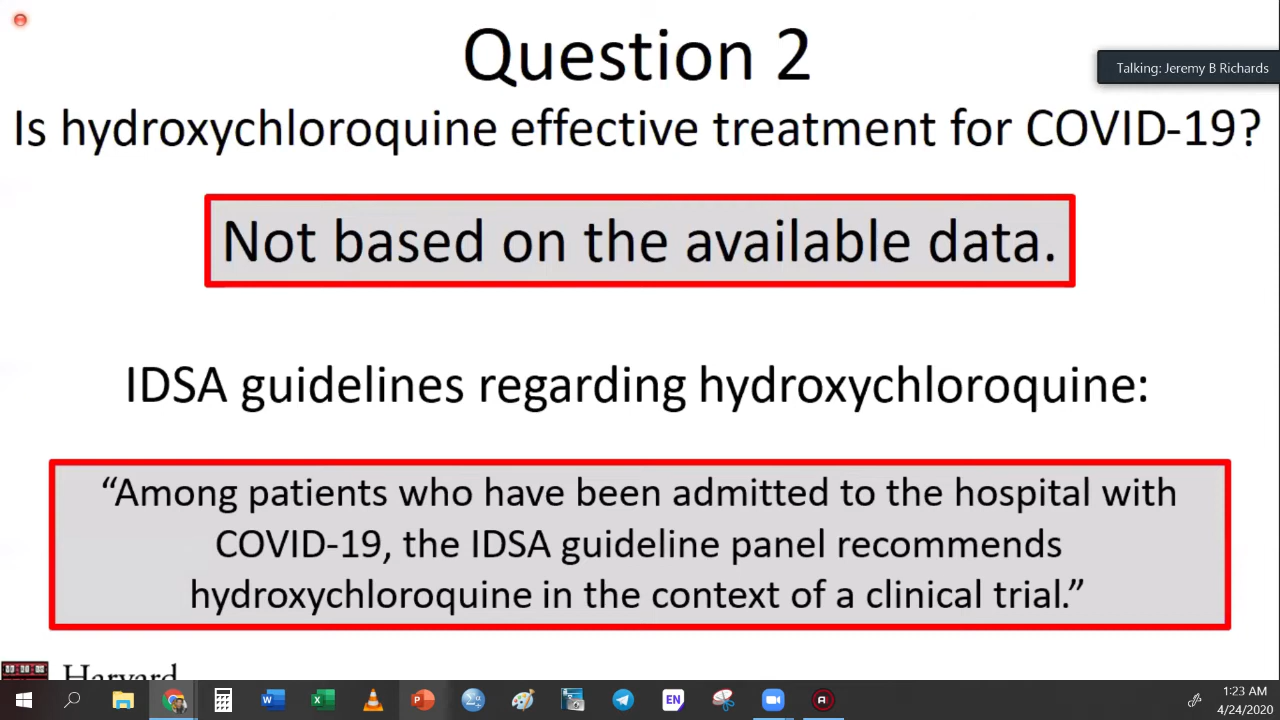 Question 2
Talking: Jeremy B Richards
Is hydroxychloroquine effective treatment for COVID-19?
Not based on the available data.
IDSA guidelines regarding hydroxychloroquine:
“Among patients who have been admitted to the hospital with
COVID-19, the IDSA guideline panel recommends
hydroxychloroquine in the context of a clinical trial.”
Harvard
EN
1:23 AM
4/24/2020